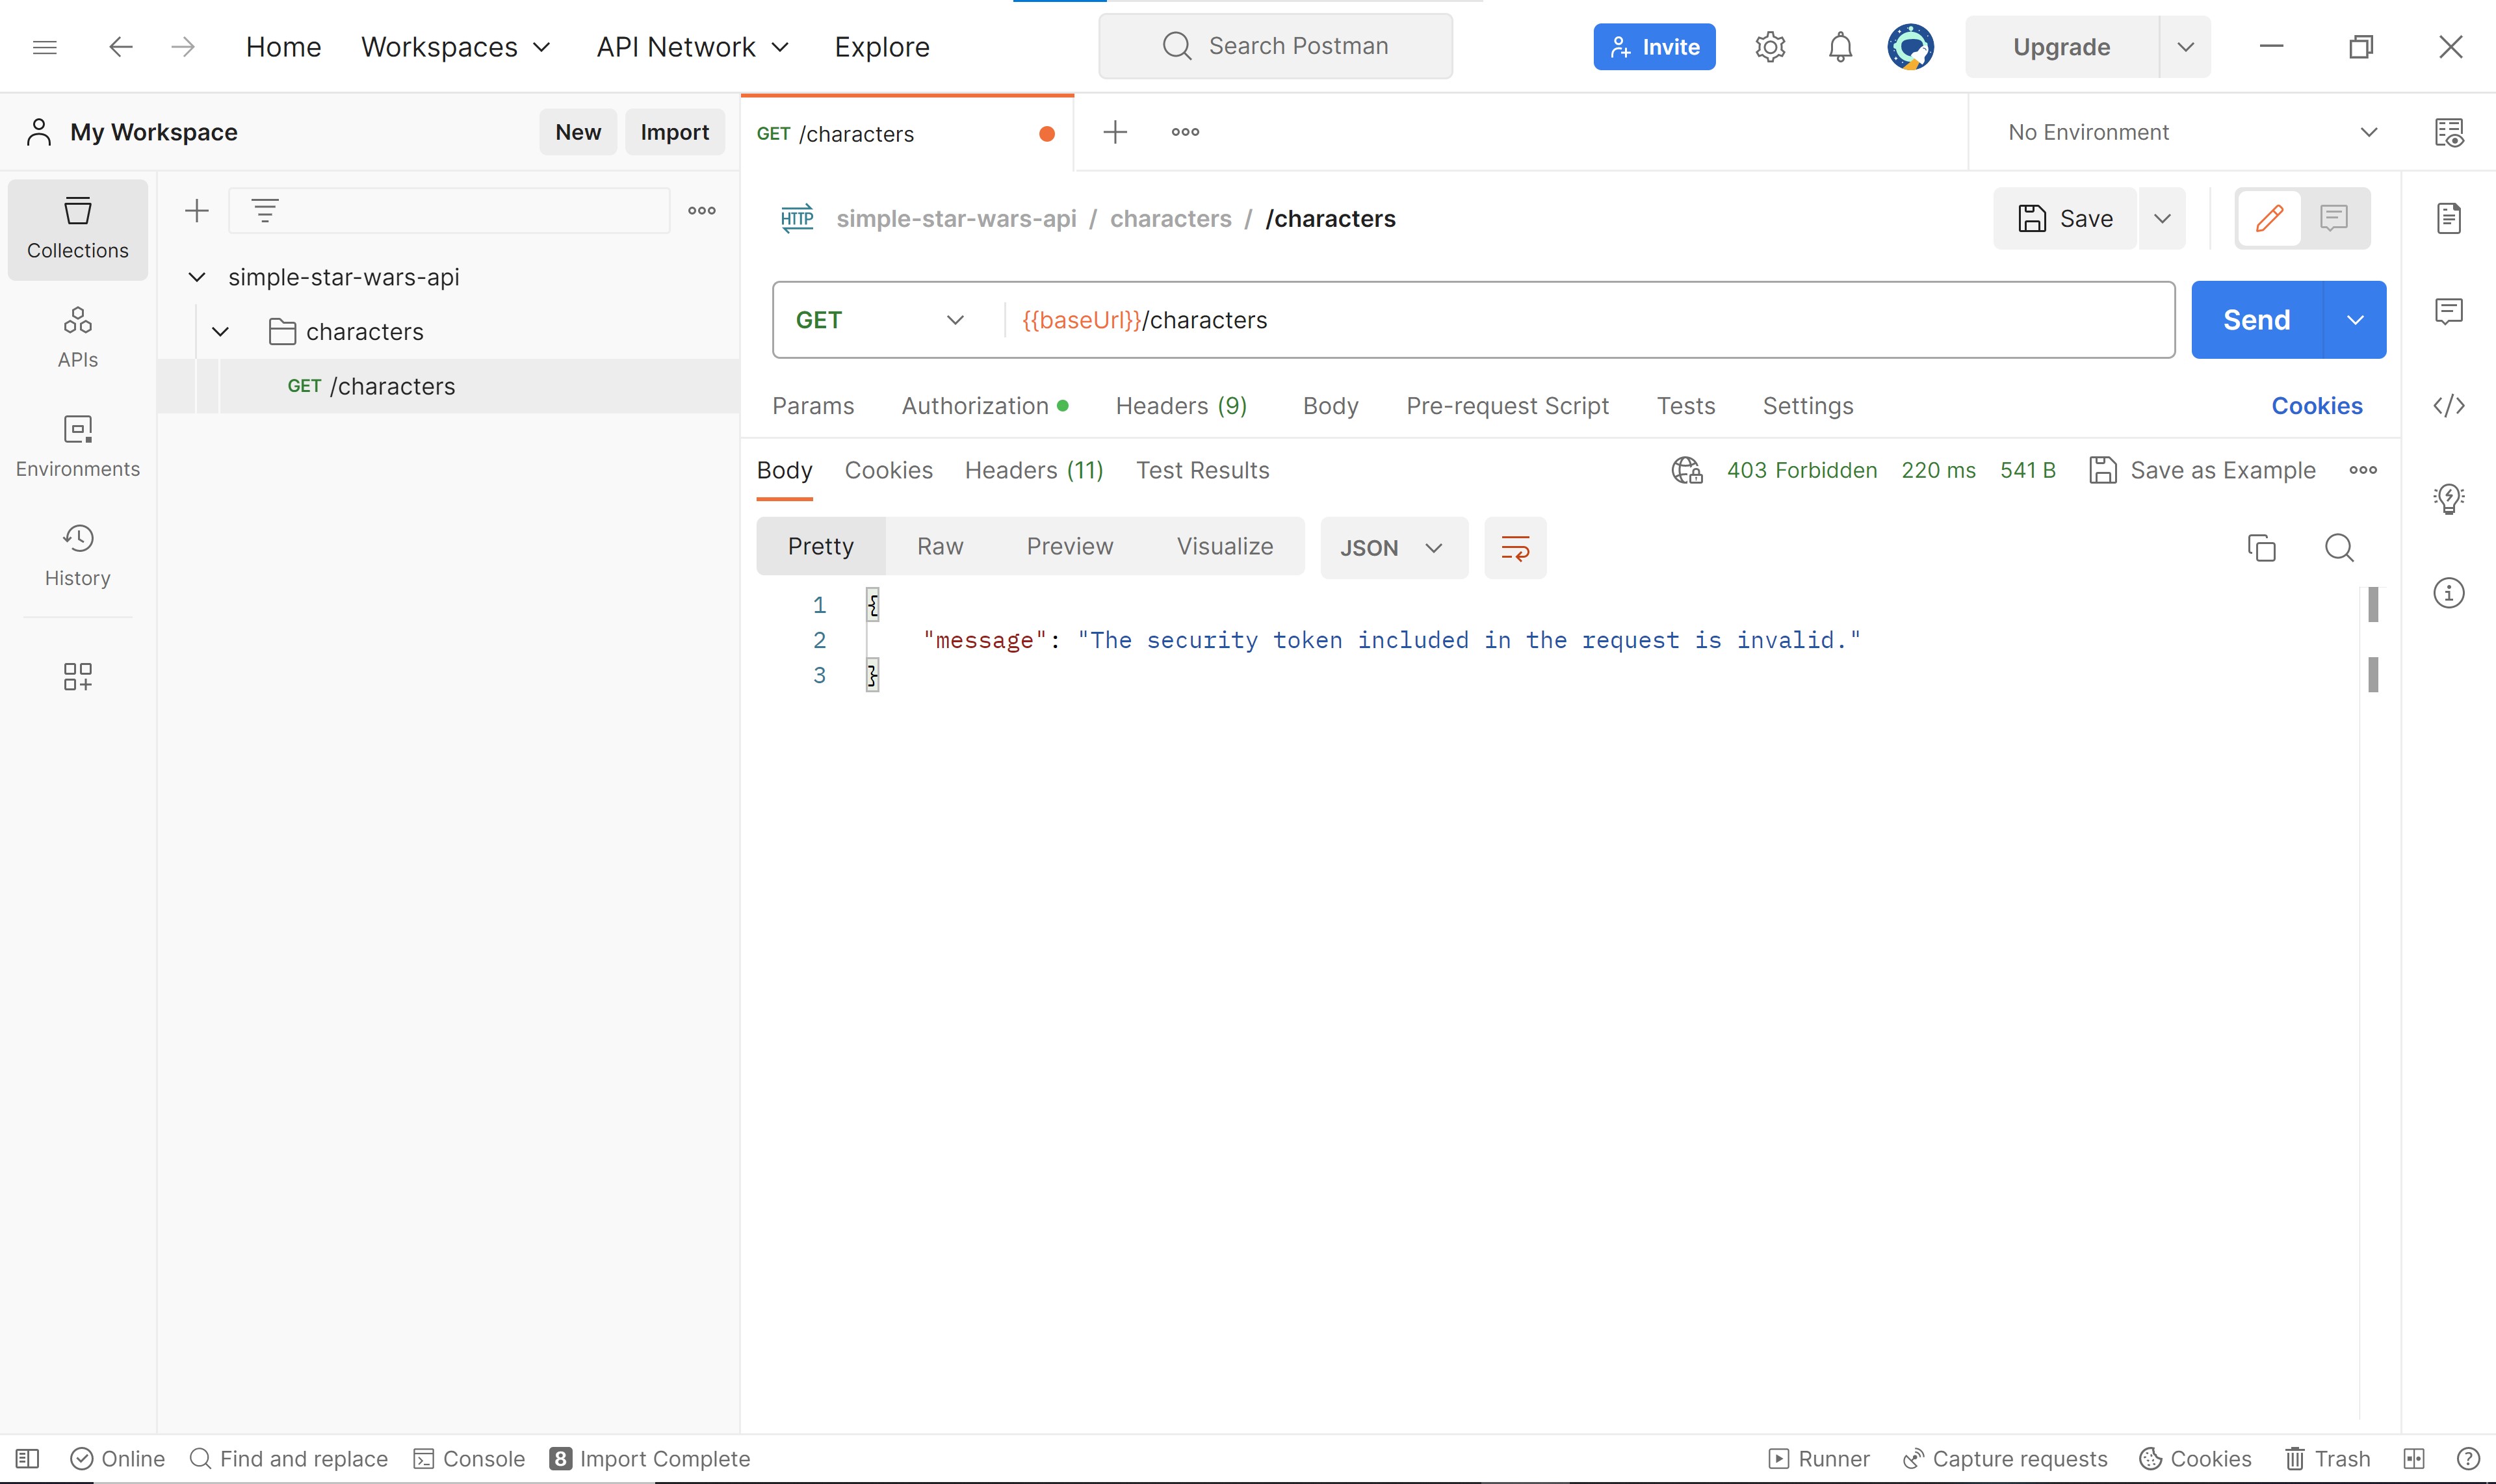 Home Workspaces API Network Explore Search Postman Invite Upgrade
My Workspace New Import GET /characters No Environment
Collections
APIs
Environments
History
simple-star-wars-api
characters
GET /characters
HTTP simple-star-wars-api / characters / /characters Save
GET {{baseUrl}}/characters Send
Params Authorization Headers (9) Body Pre-request Script Tests Settings Cookies
Body Cookies Headers (11) Test Results 403 Forbidden 220 ms 541 B Save as Example
Pretty Raw Preview Visualize JSON
1 {
2 "message": "The security token included in the request is invalid."
3 }
Online Find and replace Console 8 Import Complete Runner Capture requests Cookies Trash